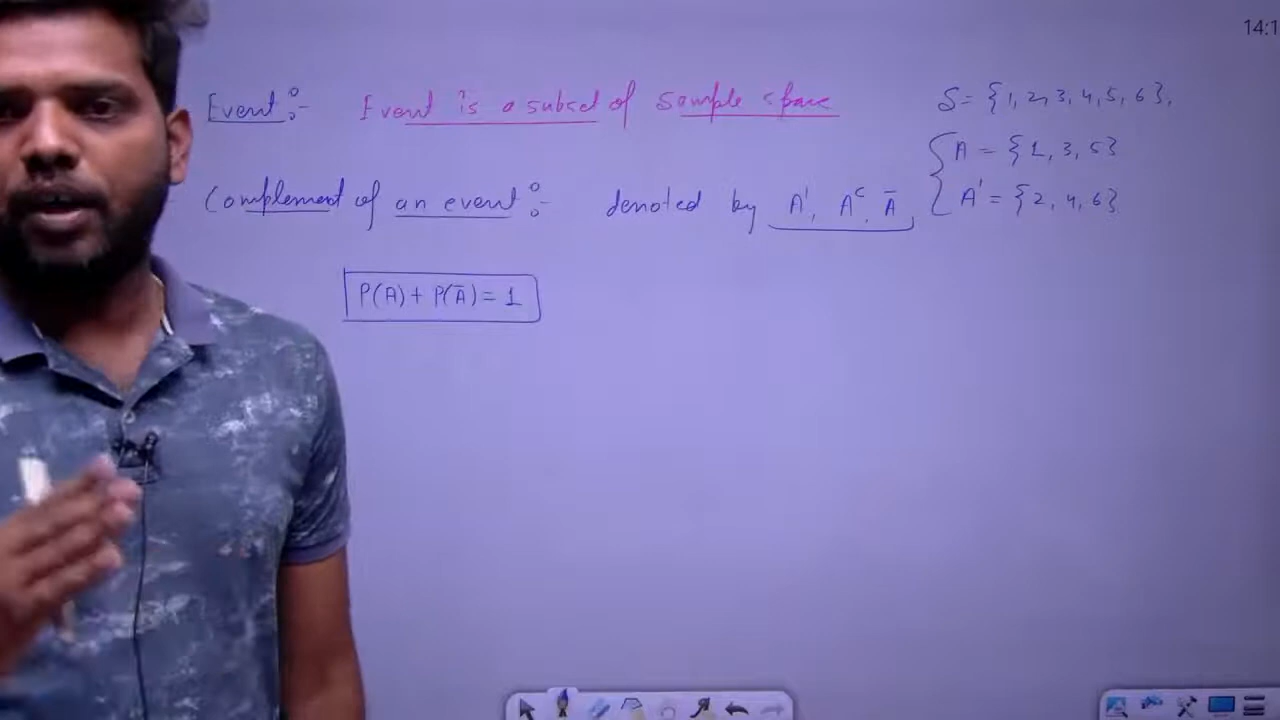 14:1
Event :- Event is a subset of sample space
S = {1, 2, 3, 4, 5, 6},
A = {1, 3, 5}
Complement of an event :- denoted by A', Aᶜ, Ā,
A' = {2, 4, 6}
P(A) + P(Ā) = 1